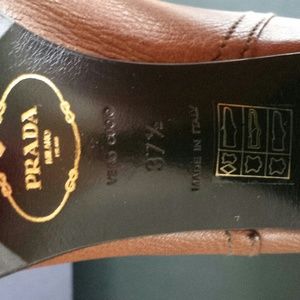 PRADA
MILANO
VERO CUOIO
37½
MADE IN ITALY